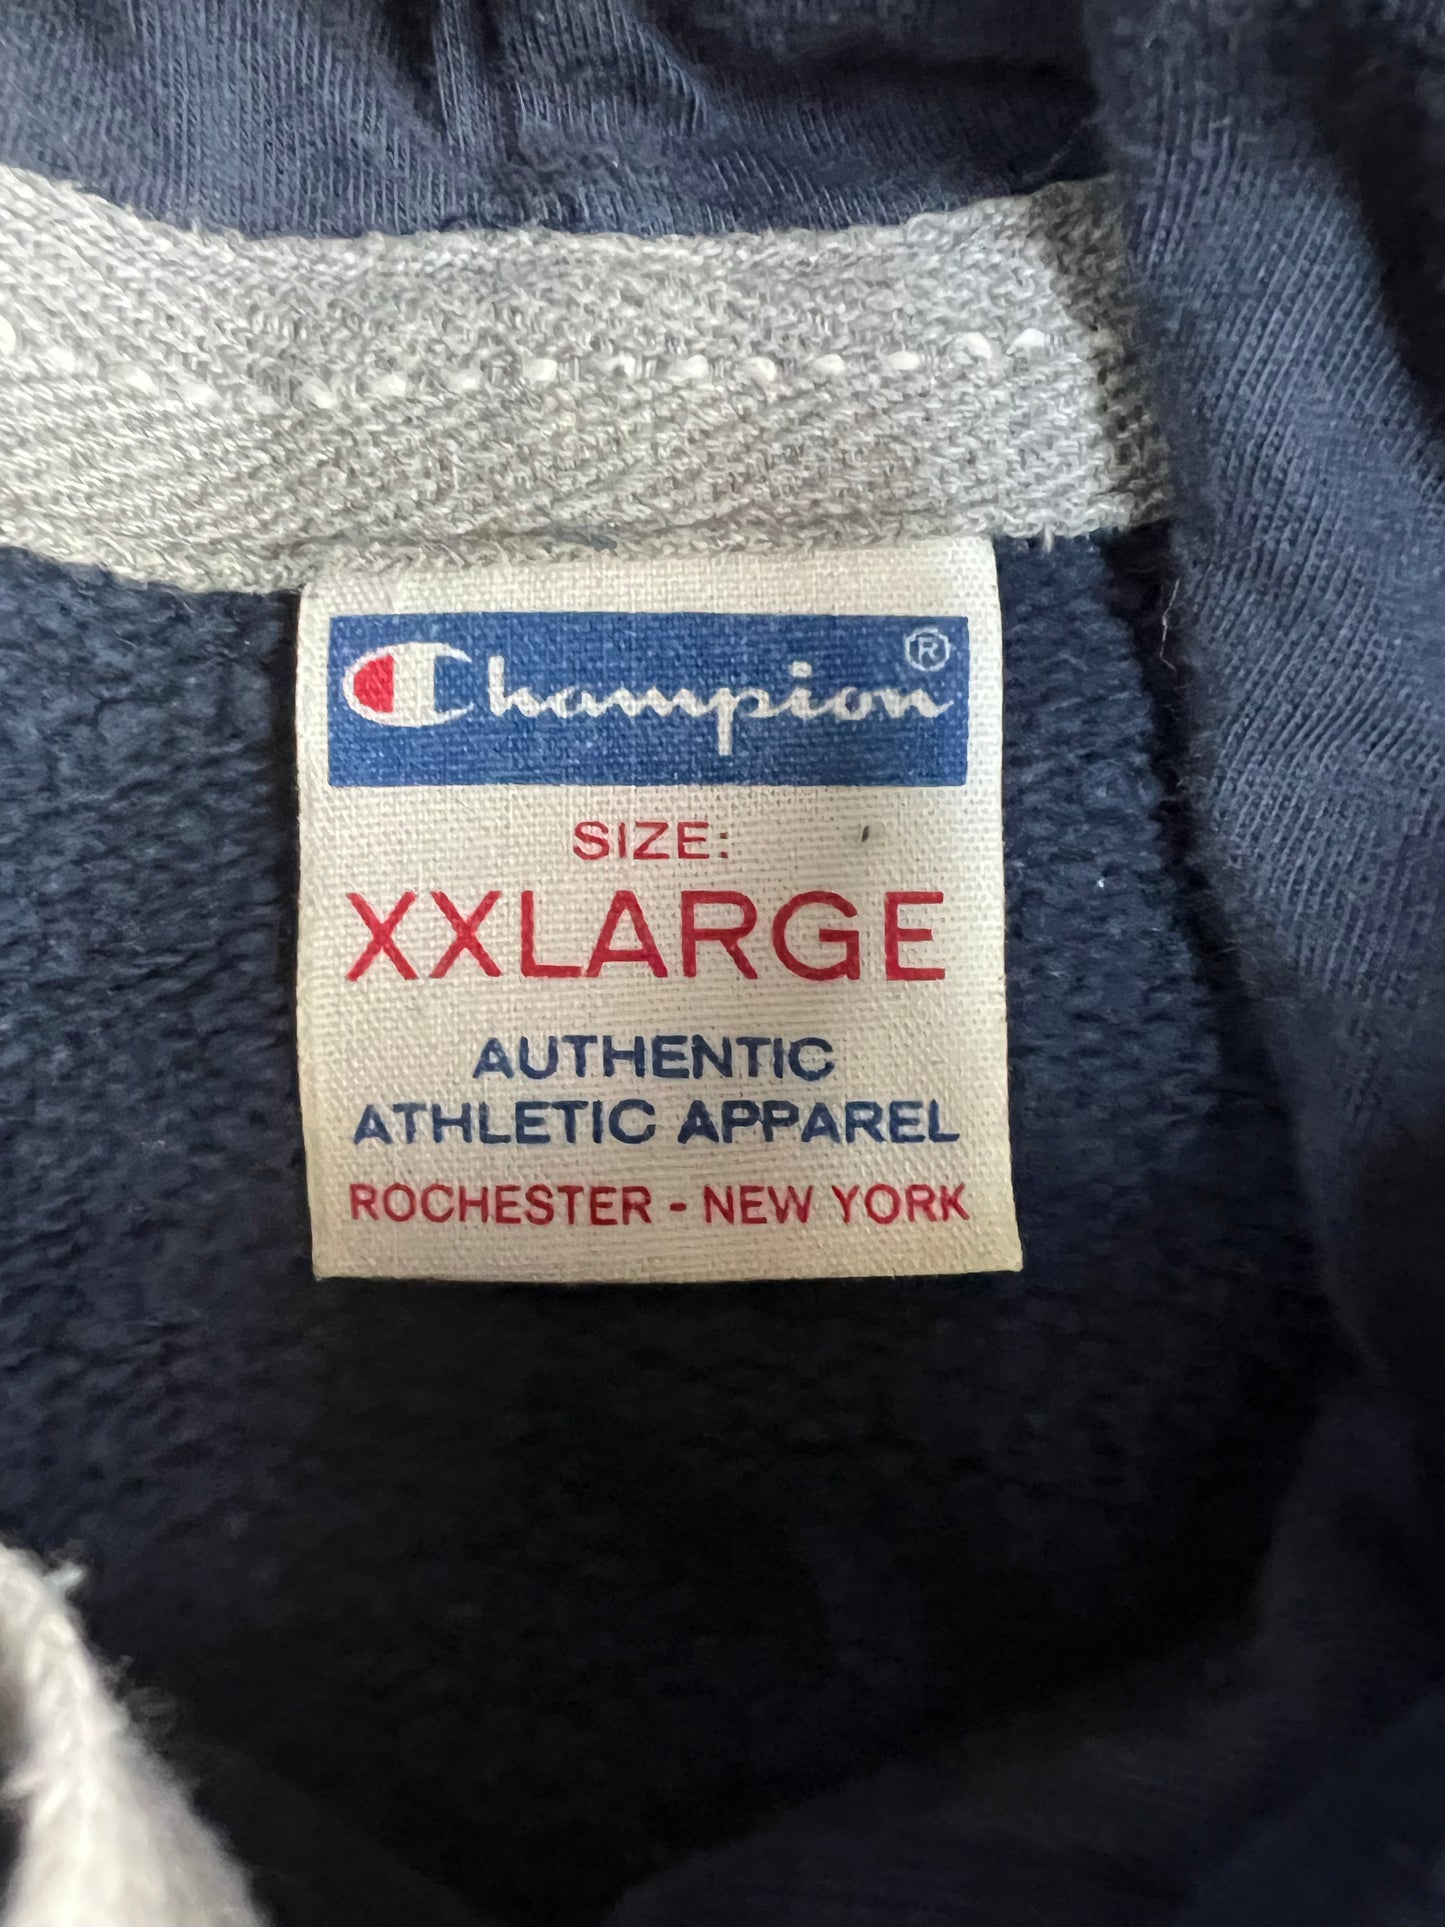 Champion®
SIZE:
XXLARGE
AUTHENTIC
ATHLETIC APPAREL
ROCHESTER - NEW YORK